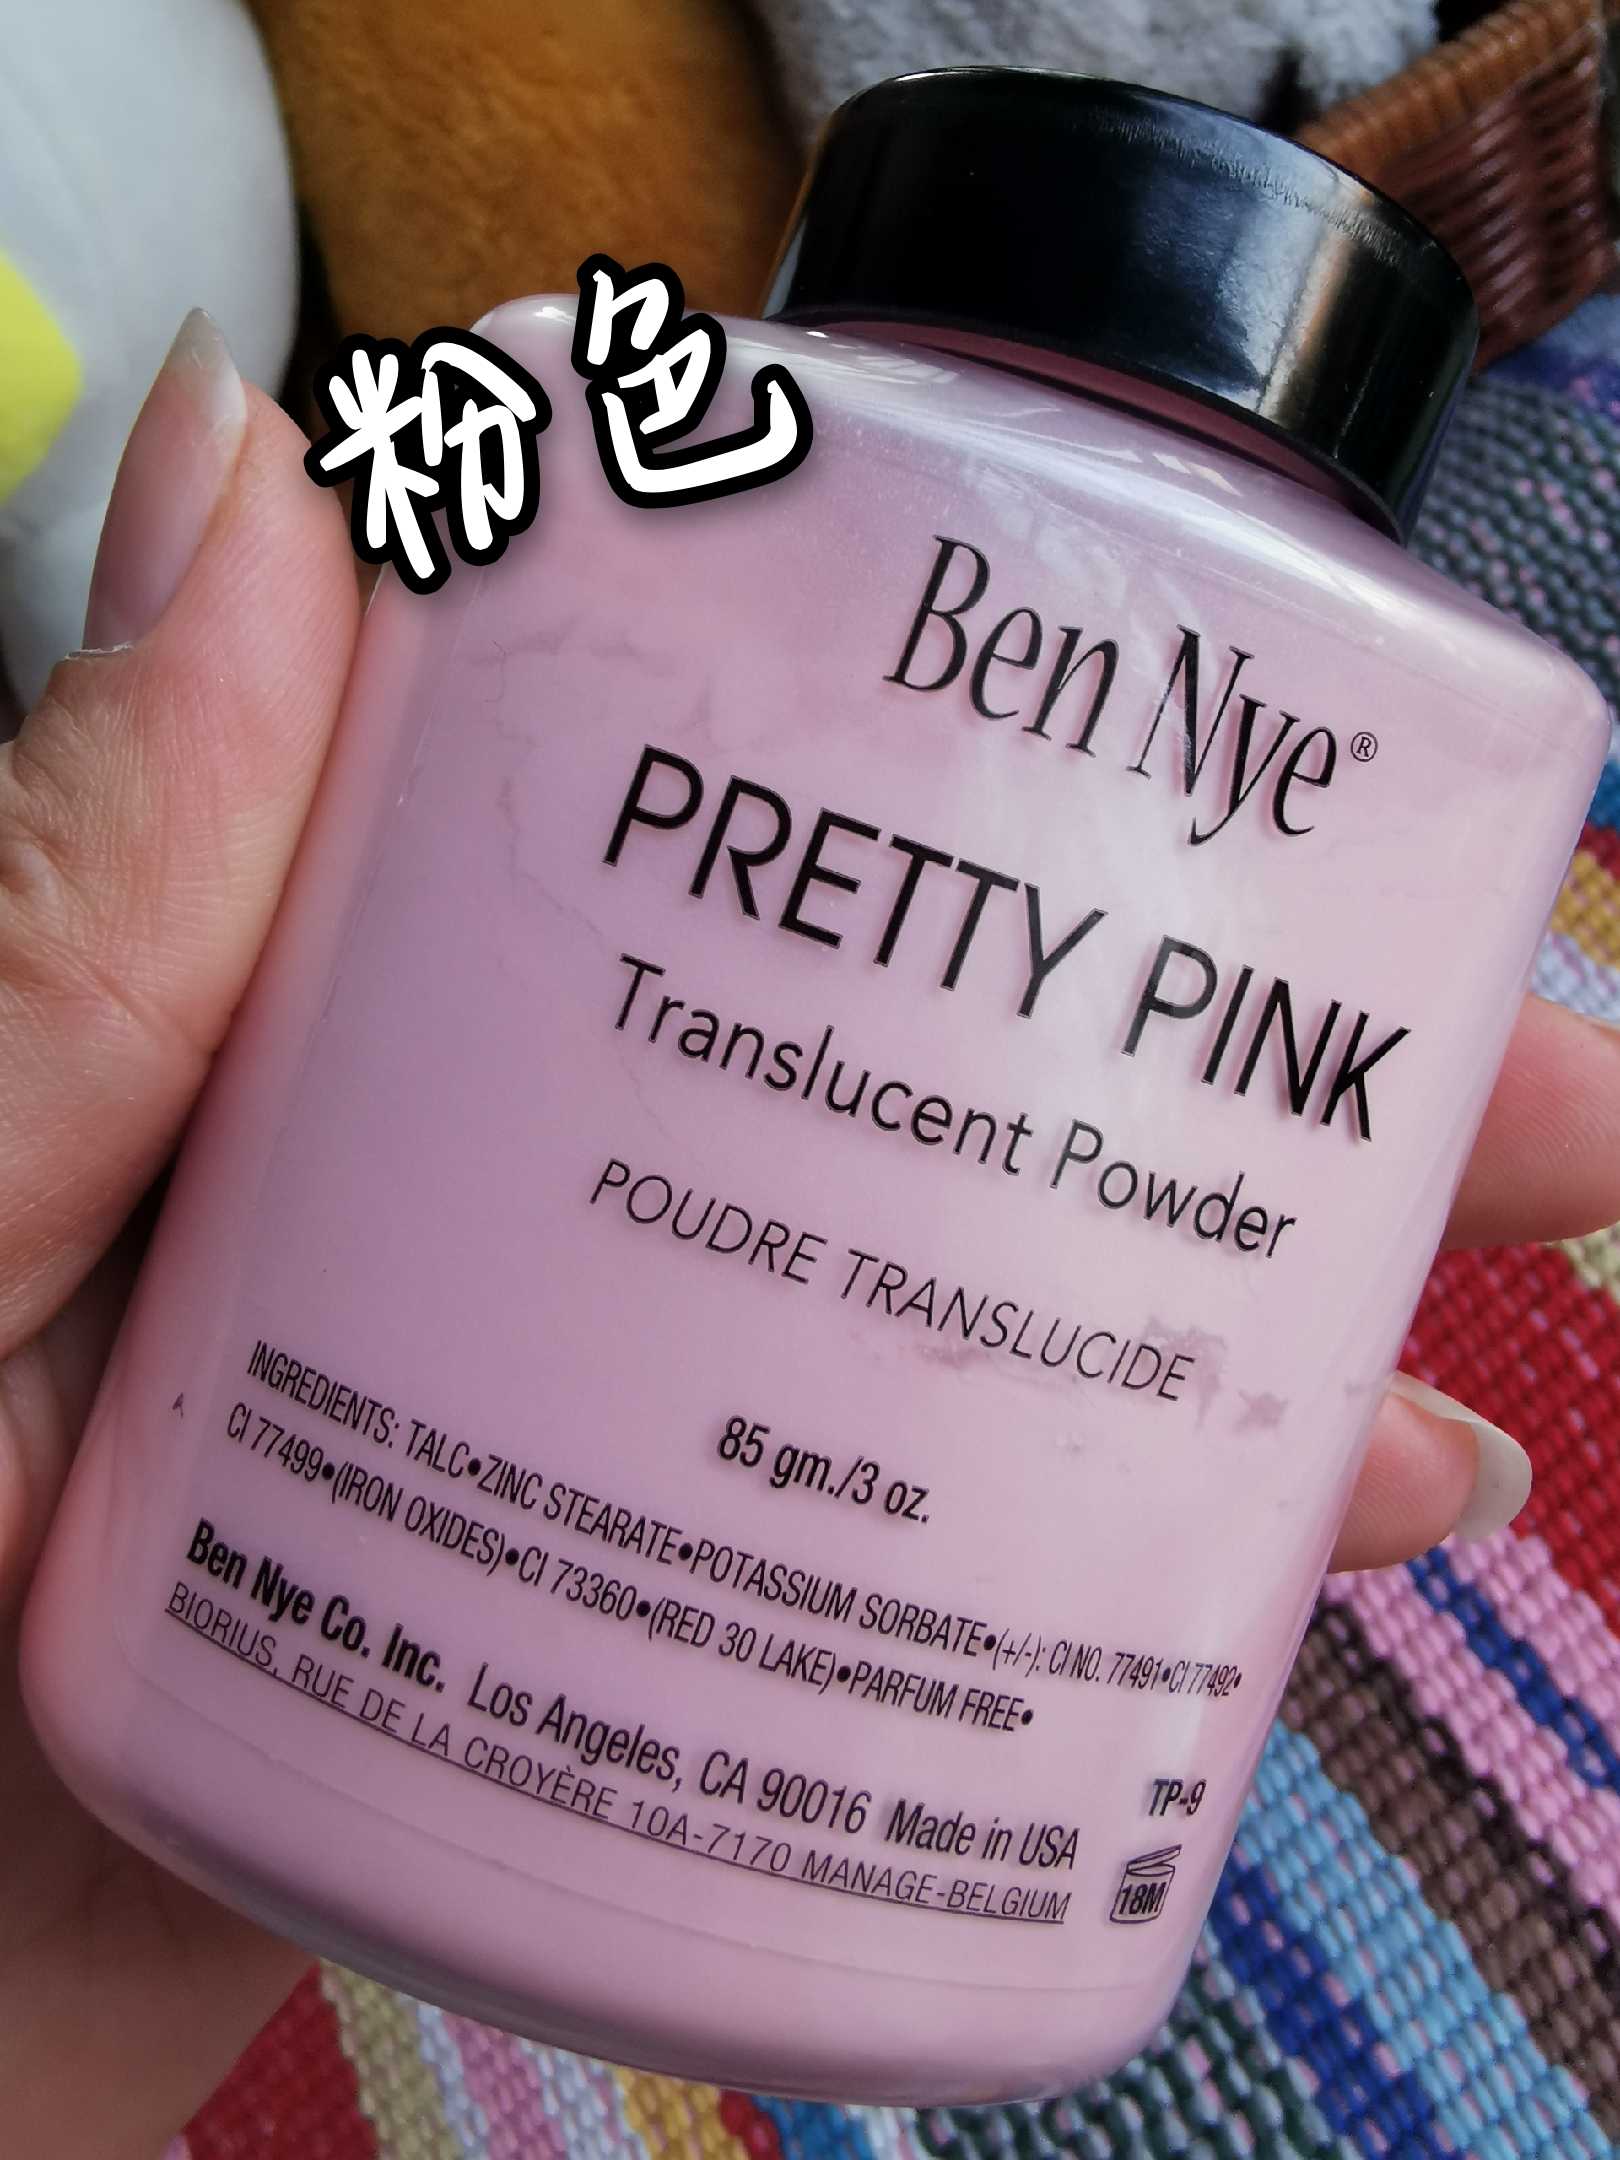 粉色
Ben Nye®
PRETTY PINK
Translucent Powder
POUDRE TRANSLUCIDE
85 gm./3 oz.
INGREDIENTS: TALC•ZINC STEARATE•POTASSIUM SORBATE•(+/-): CI NO. 77491•CI 77492•
CI 77499•(IRON OXIDES)•CI 73360•(RED 30 LAKE)•PARFUM FREE•
Ben Nye Co. Inc. Los Angeles, CA 90016 Made in USA
BIORIUS, RUE DE LA CROYÈRE 10A-7170 MANAGE-BELGIUM
TP-9
18M
A